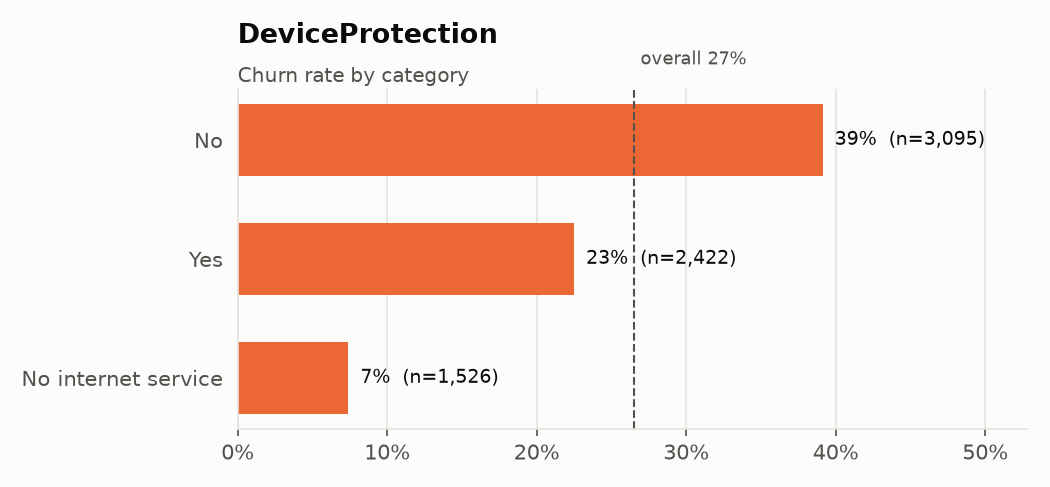 DeviceProtection
overall 27%
Churn rate by category
No
39% (n=3,095)
Yes
23% (n=2,422)
No internet service
7% (n=1,526)
0% 10% 20% 30% 40% 50%